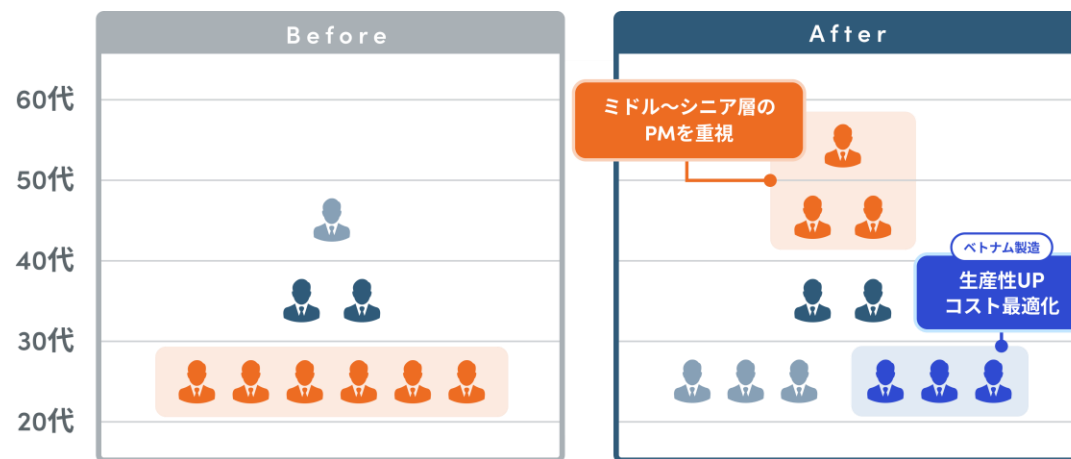 Before
After
60代
50代
40代
30代
20代
ミドル〜シニア層の
PMを重視
ベトナム製造
生産性UP
コスト最適化